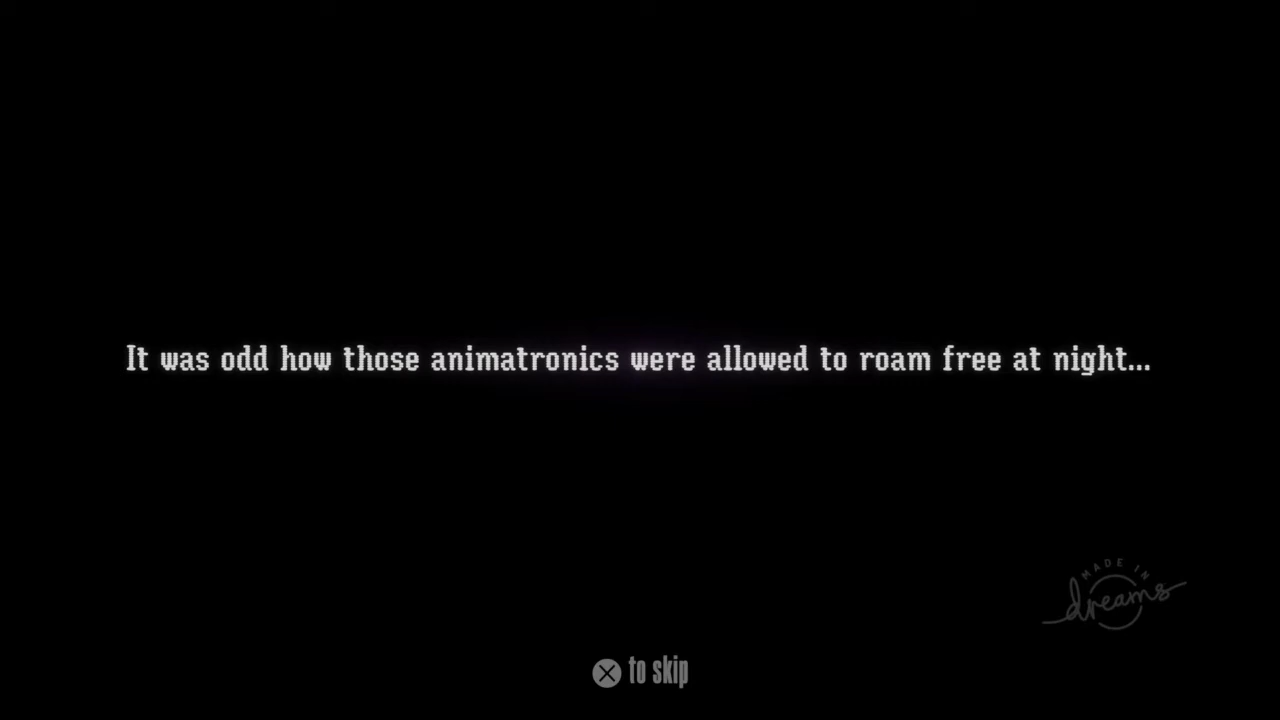 It was odd how those animatronics were allowed to roam free at night...
MADE IN
dreams
to skip